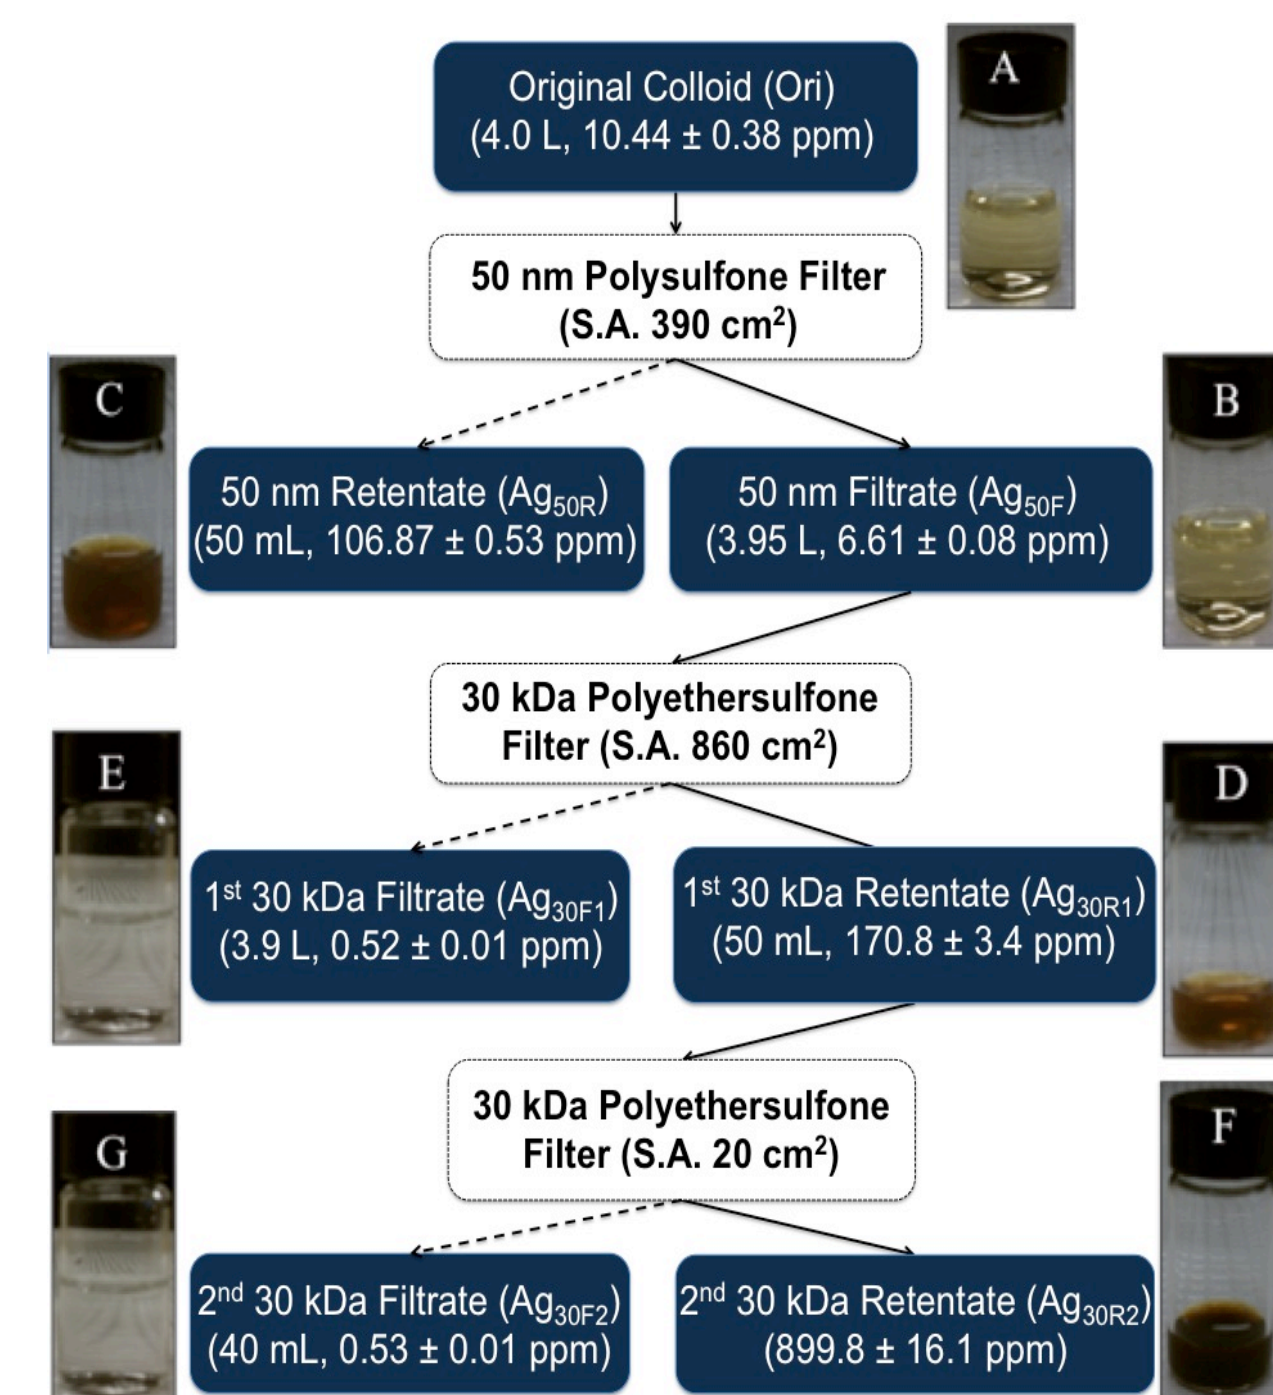 Original Colloid (Ori)
(4.0 L, 10.44 ± 0.38 ppm)
A
50 nm Polysulfone Filter
(S.A. 390 cm²)
C
B
50 nm Retentate (Ag₅₀R)
(50 mL, 106.87 ± 0.53 ppm)
50 nm Filtrate (Ag₅₀F)
(3.95 L, 6.61 ± 0.08 ppm)
30 kDa Polyethersulfone
Filter (S.A. 860 cm²)
E
D
1st 30 kDa Filtrate (Ag₃₀F₁)
(3.9 L, 0.52 ± 0.01 ppm)
1st 30 kDa Retentate (Ag₃₀R₁)
(50 mL, 170.8 ± 3.4 ppm)
30 kDa Polyethersulfone
Filter (S.A. 20 cm²)
G
F
2nd 30 kDa Filtrate (Ag₃₀F₂)
(40 mL, 0.53 ± 0.01 ppm)
2nd 30 kDa Retentate (Ag₃₀R₂)
(899.8 ± 16.1 ppm)